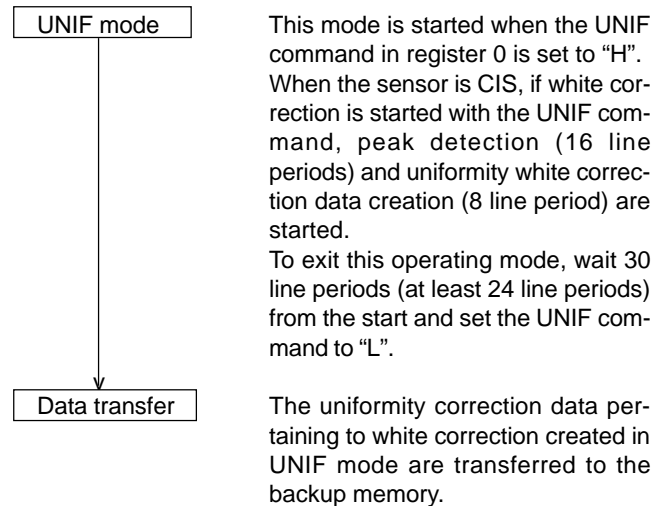 UNIF mode
This mode is started when the UNIF
command in register 0 is set to “H”.
When the sensor is CIS, if white cor-
rection is started with the UNIF com-
mand, peak detection (16 line
periods) and uniformity white correc-
tion data creation (8 line period) are
started.
To exit this operating mode, wait 30
line periods (at least 24 line periods)
from the start and set the UNIF com-
mand to “L”.
Data transfer
The uniformity correction data per-
taining to white correction created in
UNIF mode are transferred to the
backup memory.